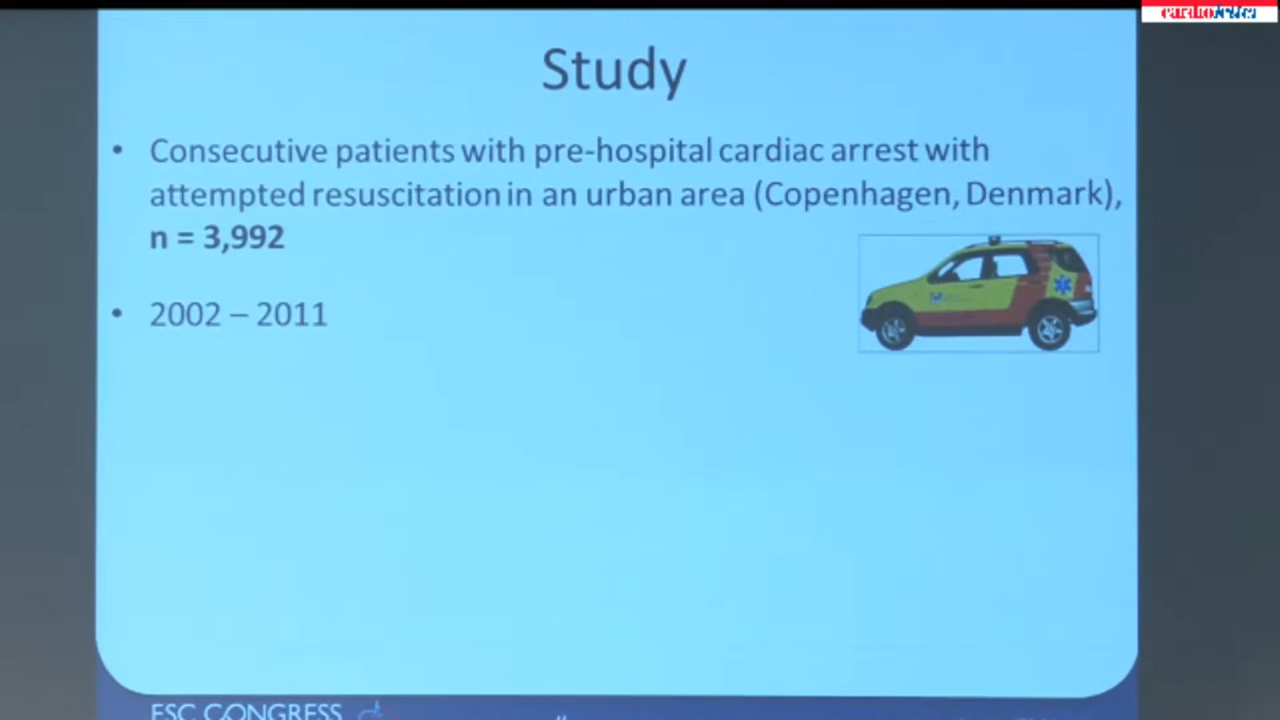 Study
• Consecutive patients with pre-hospital cardiac arrest with
attempted resuscitation in an urban area (Copenhagen, Denmark),
n = 3,992
• 2002 – 2011
ESC CONGRESS